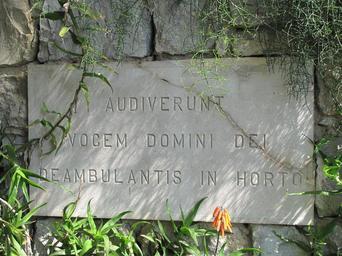 AUDIVERUNT
VOCEM DOMINI DEI
DEAMBULANTIS IN HORTO